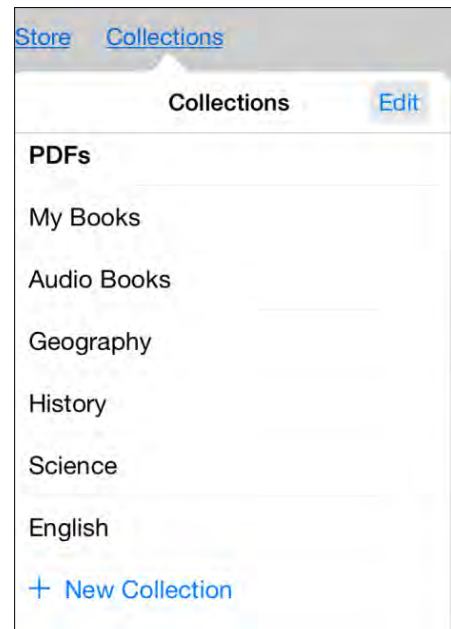 Store Collections
Collections Edit
PDFs
My Books
Audio Books
Geography
History
Science
English
+ New Collection